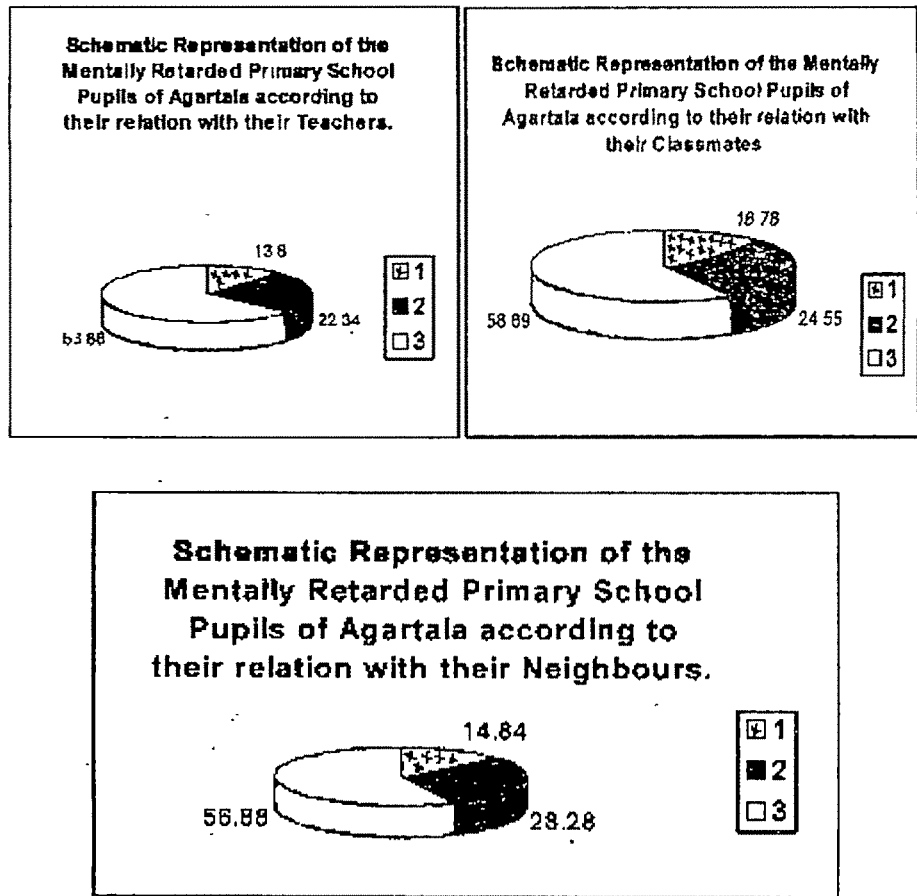 Schematic Representation of the
Mentally Retarded Primary School
Pupils of Agartala according to
their relation with their Teachers.
13.8
22.34
63.88
1
2
3
Schematic Representation of the Mentally
Retarded Primary School Pupils of
Agartala according to their relation with
their Classmates
16.78
24.55
58.69
1
2
3
Schematic Representation of the
Mentally Retarded Primary School
Pupils of Agartala according to
their relation with their Neighbours.
14.84
28.28
56.88
1
2
3